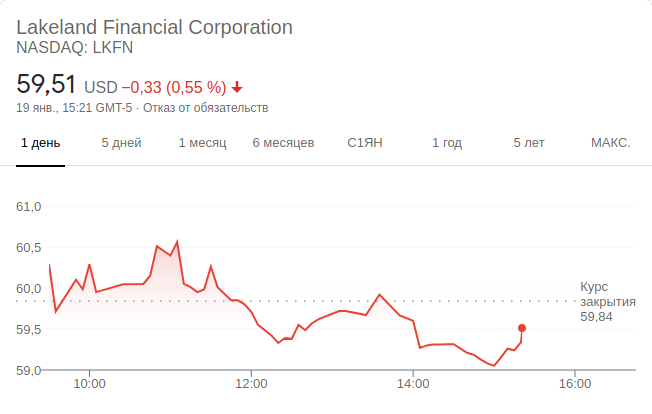 Lakeland Financial Corporation
NASDAQ: LKFN
59,51 USD −0,33 (0,55 %)
19 янв., 15:21 GMT-5 · Отказ от обязательств
1 день 5 дней 1 месяц 6 месяцев С1ЯН 1 год 5 лет МАКС.
61,0
60,5
60,0
59,5
59,0
Курс
закрытия
59,84
10:00 12:00 14:00 16:00